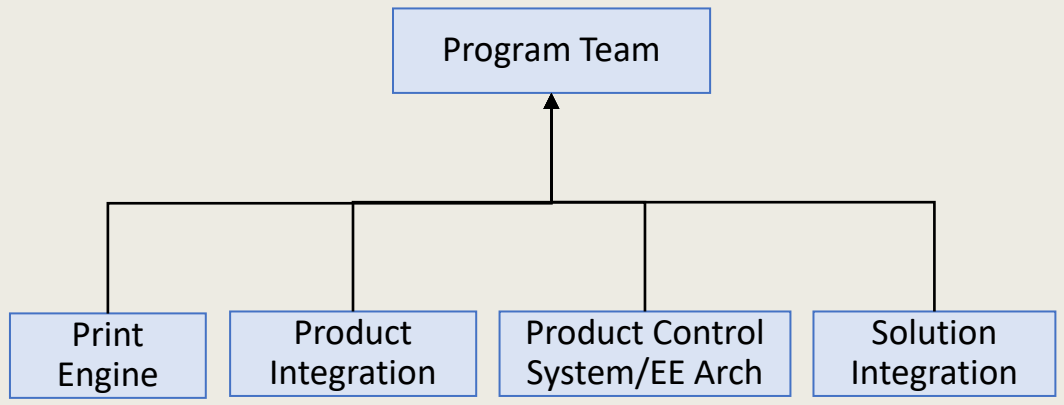 Program Team
Print
Engine
Product
Integration
Product Control
System/EE Arch
Solution
Integration